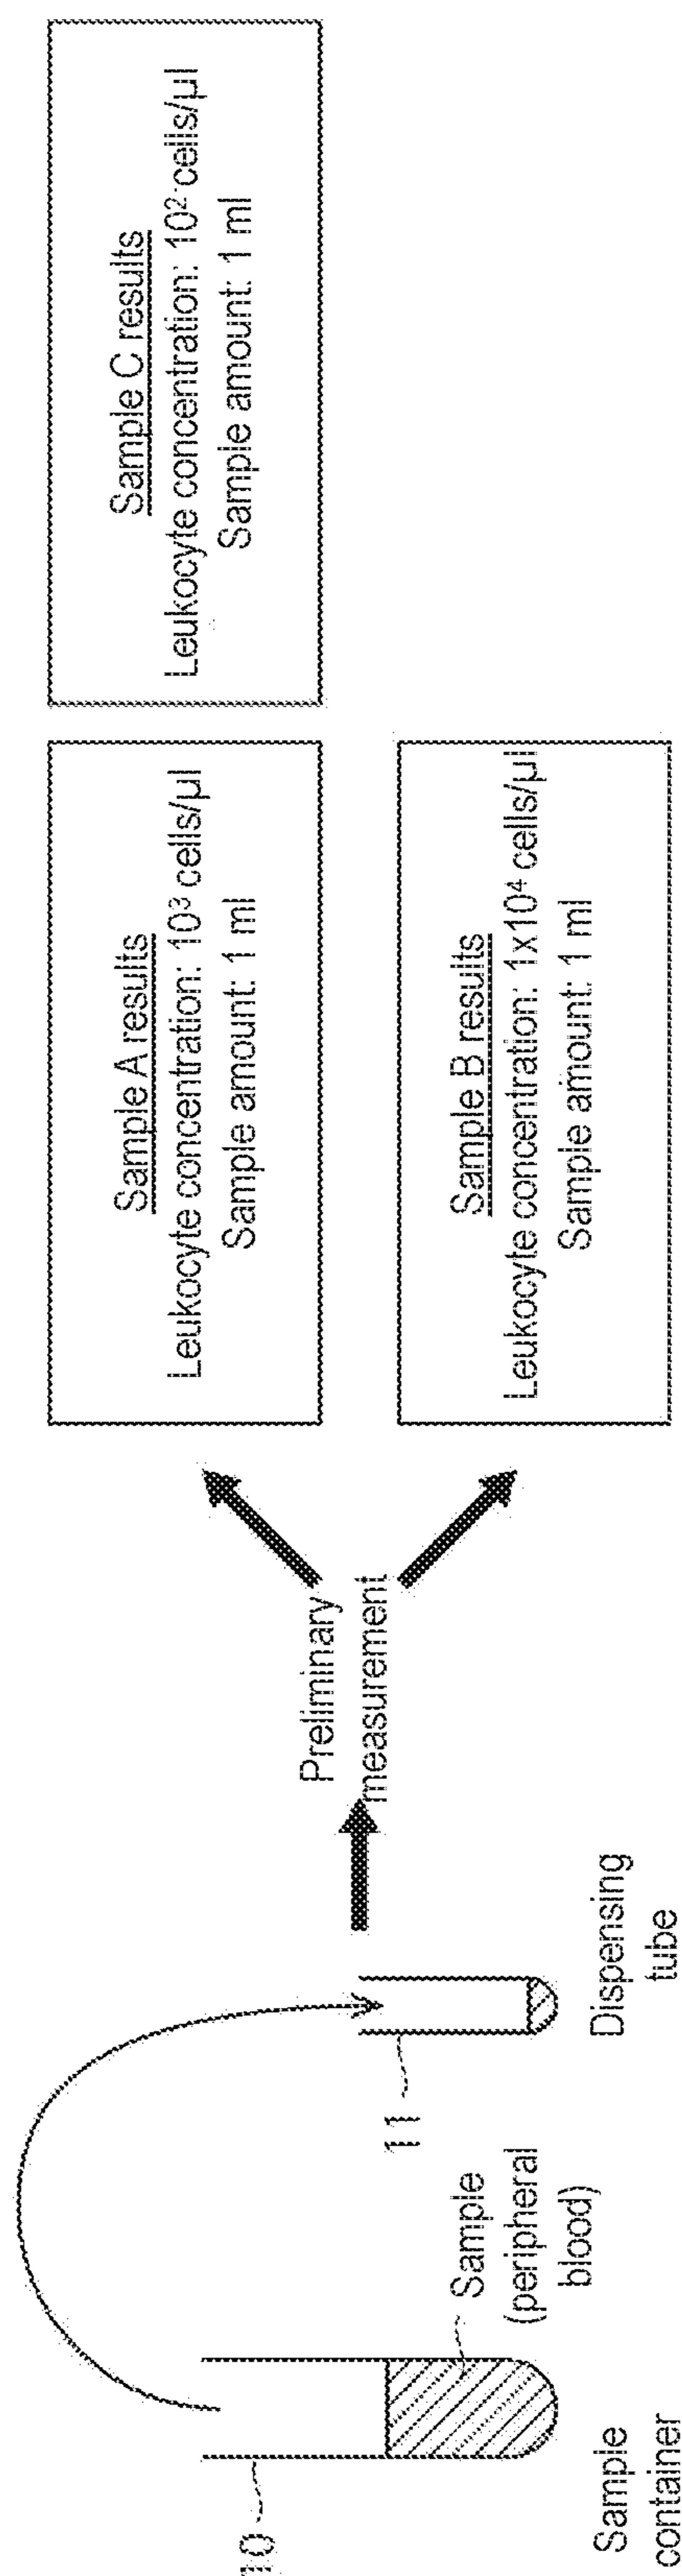 10
Sample
container
Sample
(peripheral
blood)
11
Dispensing
tube
Preliminary
measurement
Sample A results
Leukocyte concentration: 10³ cells/µl
Sample amount: 1 ml
Sample B results
Leukocyte concentration: 1x10⁴ cells/µl
Sample amount: 1 ml
Sample C results
Leukocyte concentration: 10² cells/µl
Sample amount: 1 ml